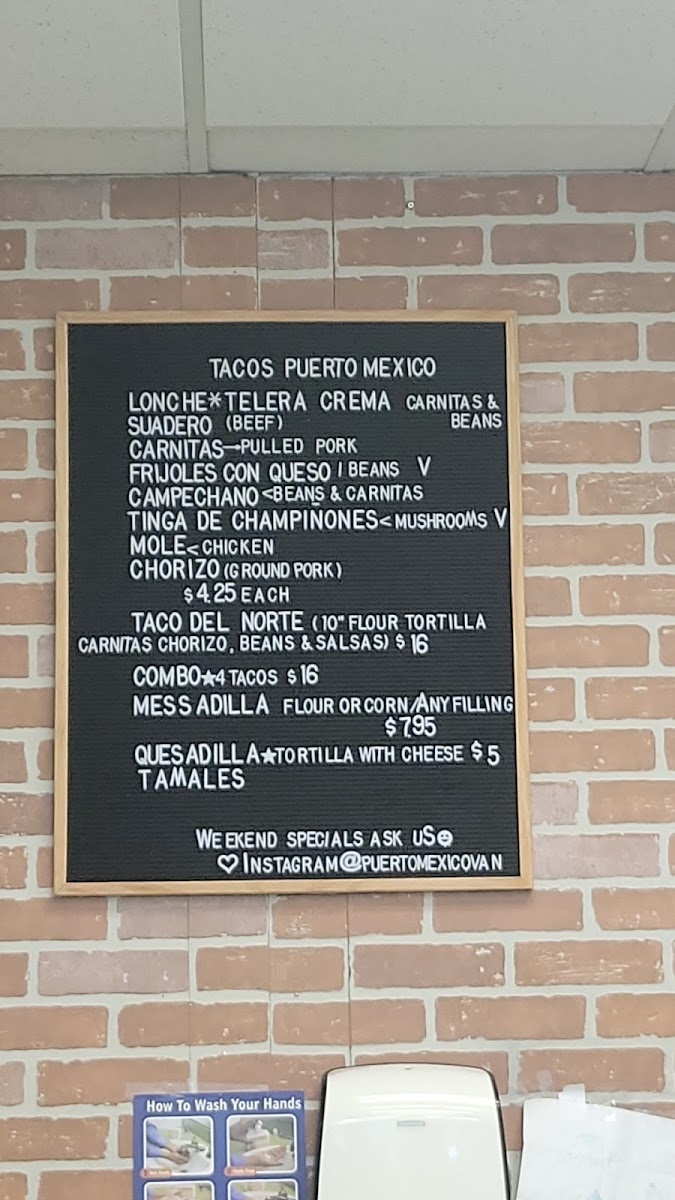 TACOS PUERTO MEXICO
LONCHE*TELERA CREMA CARNITAS &
SUADERO (BEEF) BEANS
CARNITAS→PULLED PORK
FRIJOLES CON QUESO / BEANS V
CAMPECHANO <BEANS & CARNITAS
TINGA DE CHAMPIÑONES< MUSHROOMS V
MOLE< CHICKEN
CHORIZO (GROUND PORK)
$4.25 EACH
TACO DEL NORTE (10" FLOUR TORTILLA
CARNITAS CHORIZO, BEANS & SALSAS) $16
COMBO★4 TACOS $16
MESSADILLA FLOUR OR CORN/ANY FILLING
$7.95
QUESADILLA★TORTILLA WITH CHEESE $5
TAMALES
WEEKEND SPECIALS ASK US☻
♡INSTAGRAM@PUERTOMEXICOVAN
How To Wash Your Hands